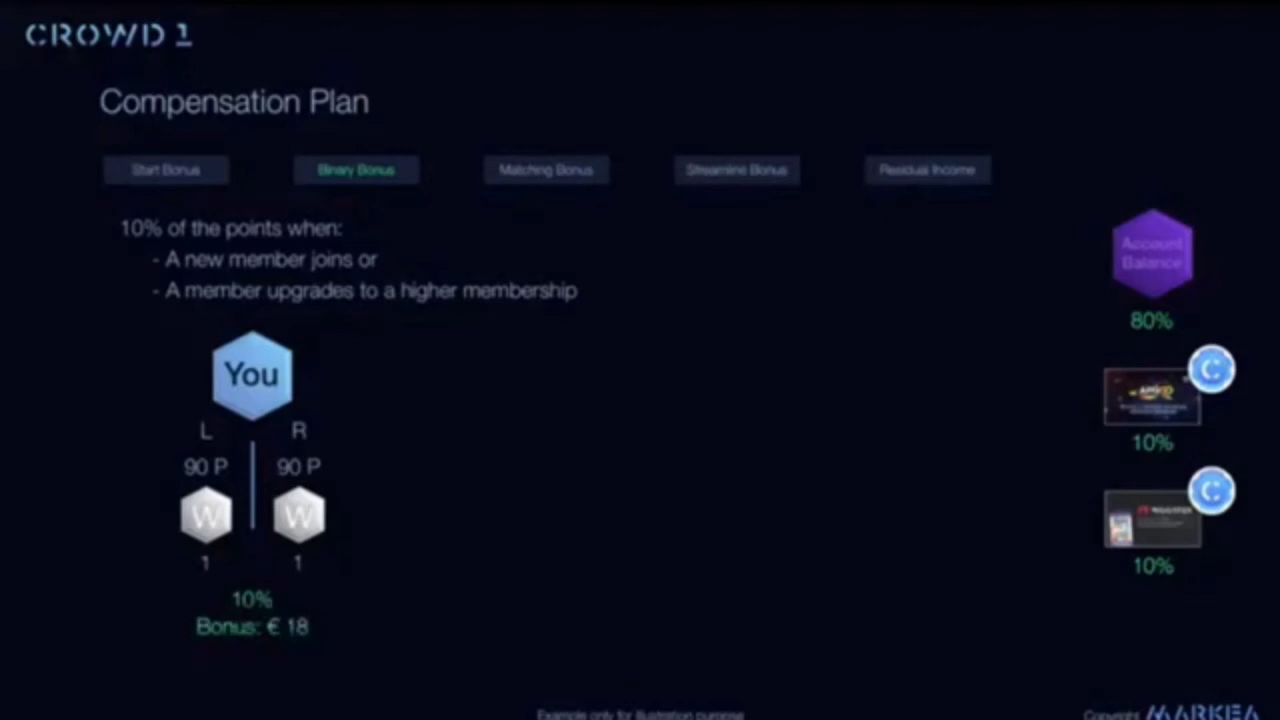 CROWD 1
Compensation Plan
Start Bonus Binary Bonus Matching Bonus Streamline Bonus Residual Income
10% of the points when:
- A new member joins or
- A member upgrades to a higher membership
Account
Balance
80%
You
L R
90 P 90 P
W W
1 1
10%
Bonus: € 18
C
10%
C
10%
Example only for illustration purpose
Copyright MARKEA